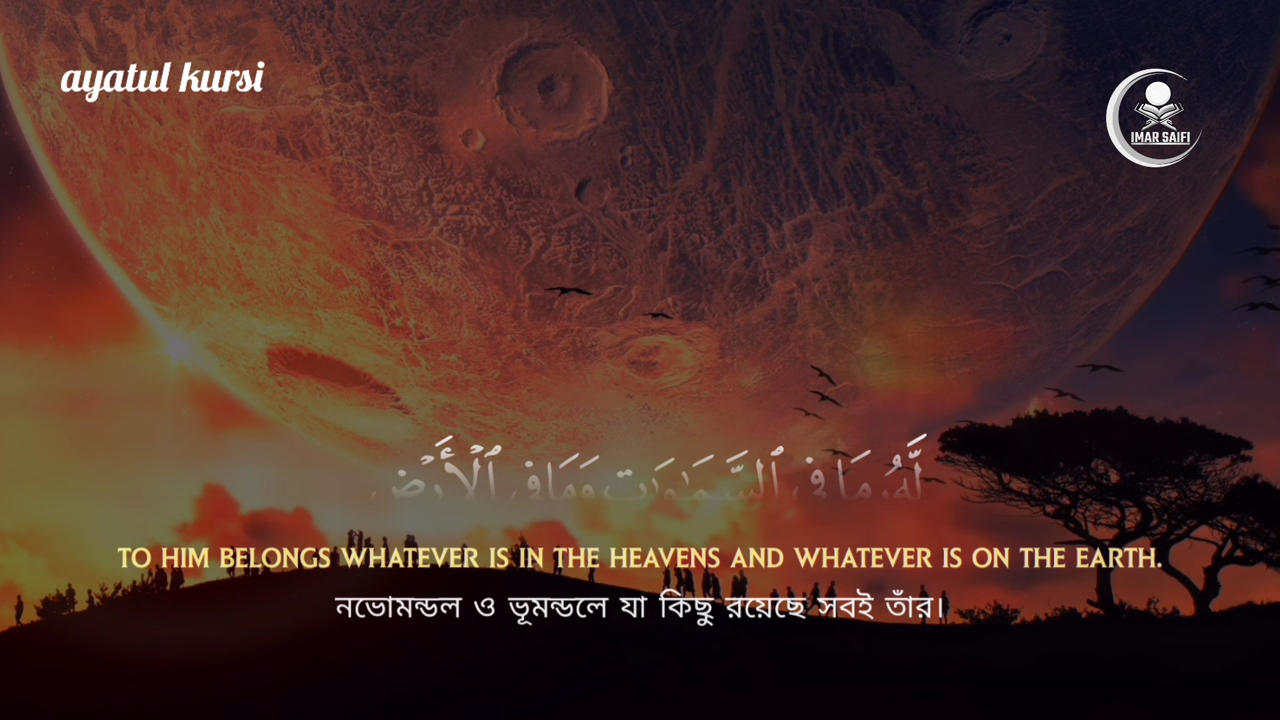 ayatul kursi
IMAR SAIFI
لَّهُۥ مَا فِى ٱلسَّمَـٰوَٰتِ وَمَا فِى ٱلْأَرْضِ
TO HIM BELONGS WHATEVER IS IN THE HEAVENS AND WHATEVER IS ON THE EARTH.
নভোমন্ডল ও ভূমন্ডলে যা কিছু রয়েছে সবই তাঁর।